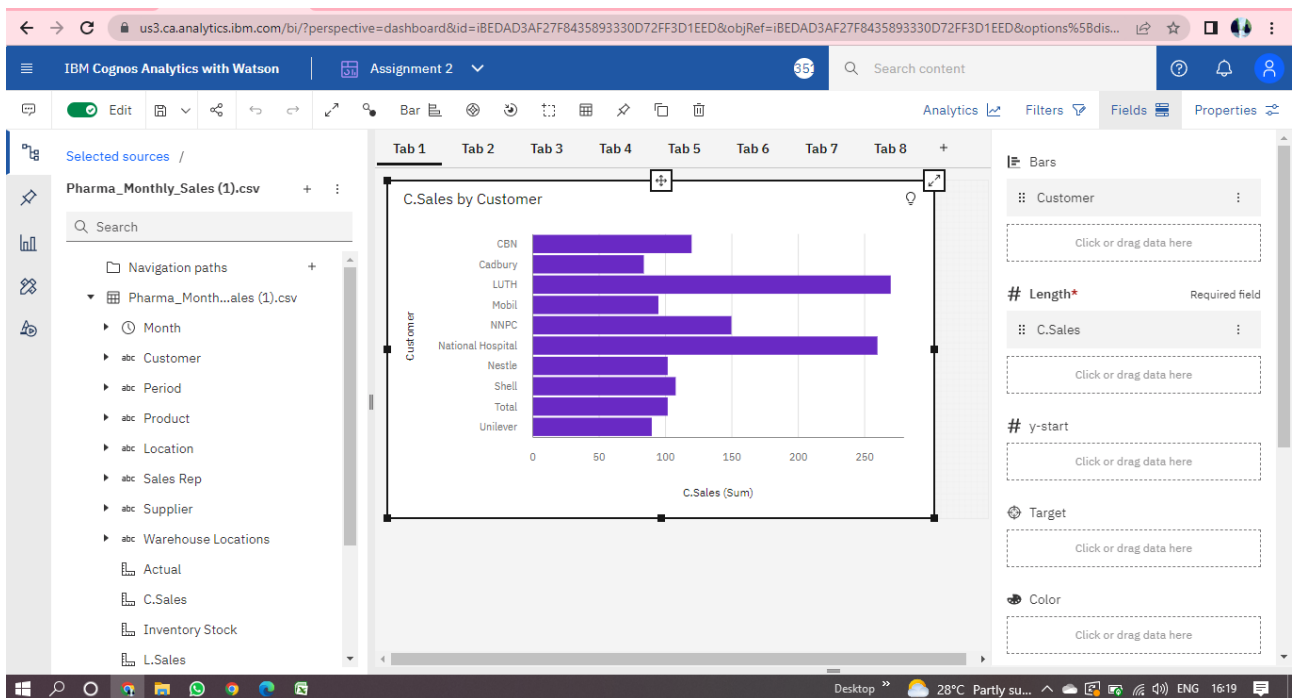 us3.ca.analytics.ibm.com/bi/?perspective=dashboard&id=iBEDAD3AF27F8435893330D72FF3D1EED&objRef=iBEDAD3AF27F8435893330D72FF3D1EED&options%5Bdis...
IBM Cognos Analytics with Watson
Assignment 2
Search content
Edit
Bar
Analytics
Filters
Fields
Properties
Selected sources /
Pharma_Monthly_Sales (1).csv
Search
Navigation paths
Pharma_Month...ales (1).csv
Month
abc Customer
abc Period
abc Product
abc Location
abc Sales Rep
abc Supplier
abc Warehouse Locations
Actual
C.Sales
Inventory Stock
L.Sales
Tab 1 Tab 2 Tab 3 Tab 4 Tab 5 Tab 6 Tab 7 Tab 8 +
C.Sales by Customer
Customer
CBN
Cadbury
LUTH
Mobil
NNPC
National Hospital
Nestle
Shell
Total
Unilever
0 50 100 150 200 250
C.Sales (Sum)
Bars
Customer
Click or drag data here
# Length* Required field
C.Sales
Click or drag data here
# y-start
Click or drag data here
Target
Click or drag data here
Color
Click or drag data here
Desktop
28°C Partly su...
ENG
16:19